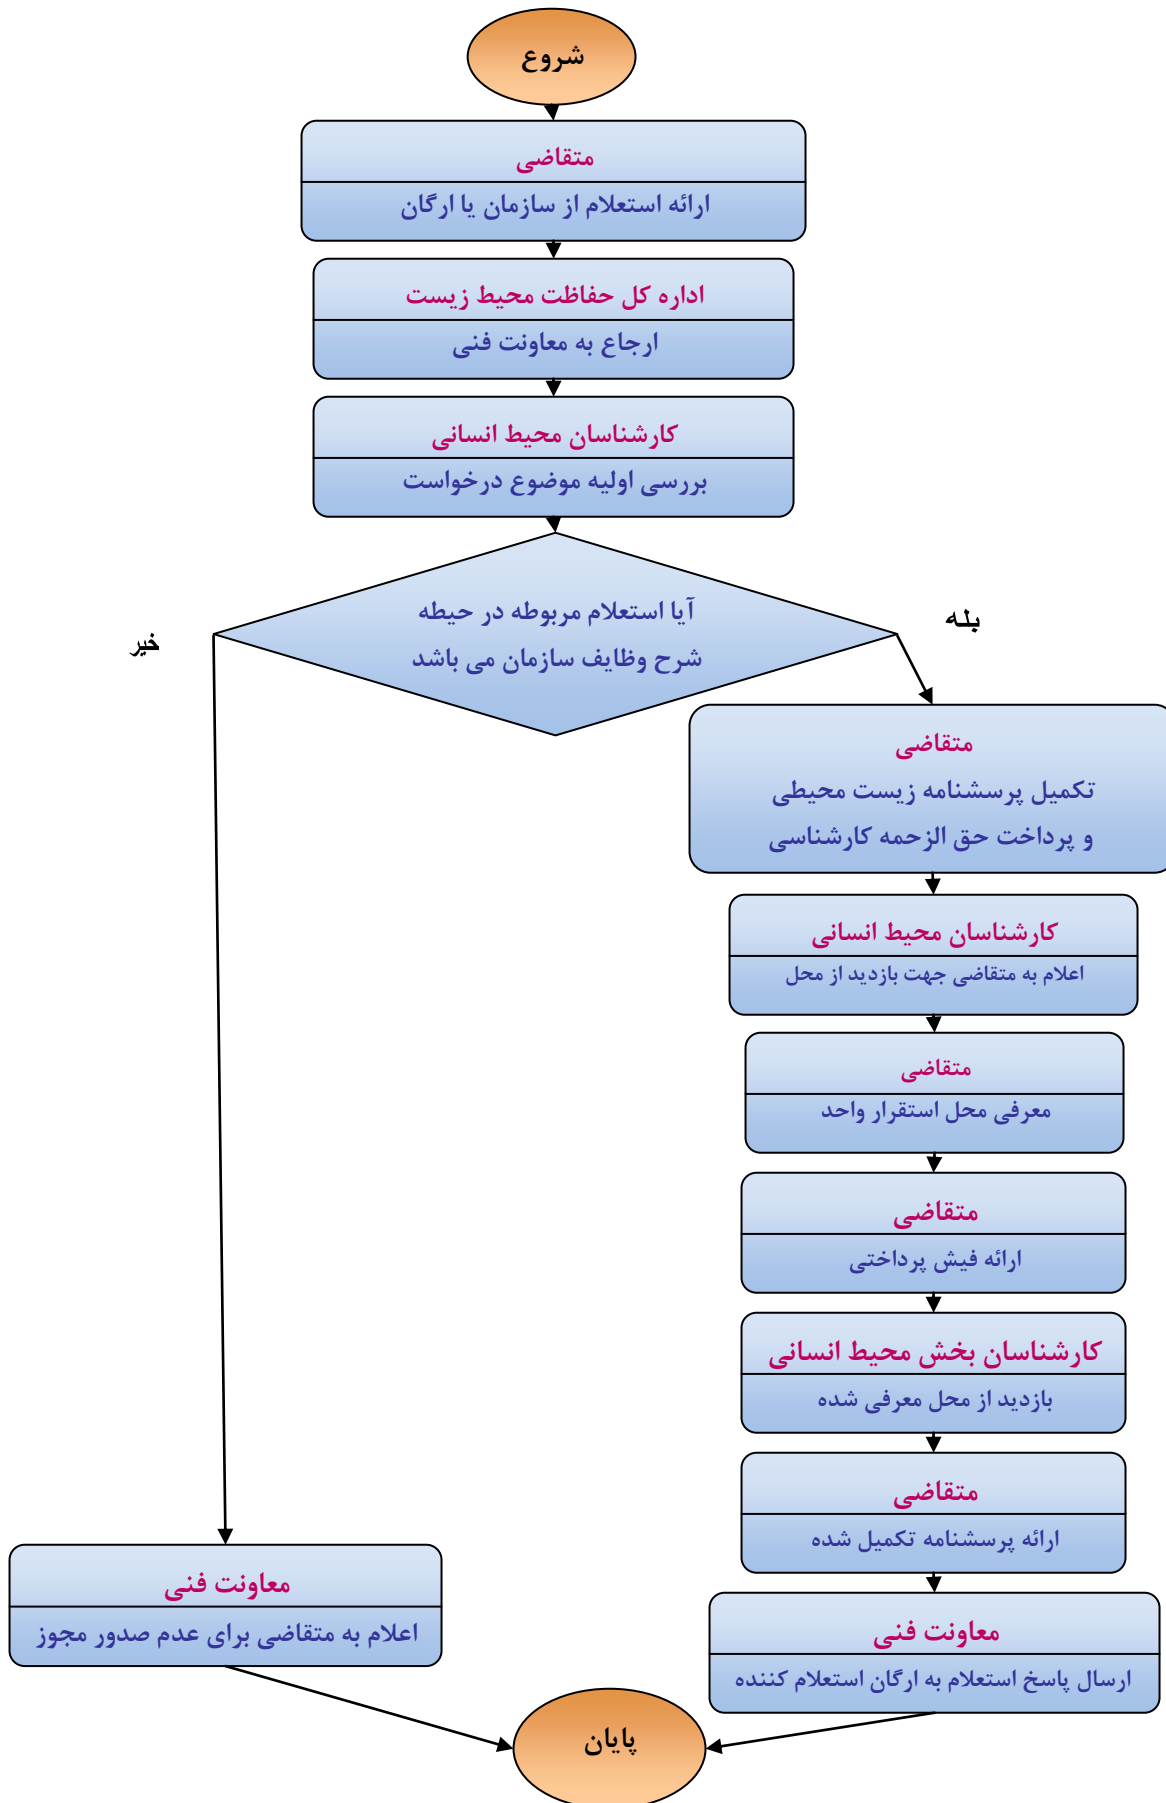 شروع
متقاضی
ارائه استعلام از سازمان یا ارگان
اداره کل حفاظت محیط زیست
ارجاع به معاونت فنی
کارشناسان محیط انسانی
بررسی اولیه موضوع درخواست
آیا استعلام مربوطه در حیطه
شرح وظایف سازمان می باشد
بله
خیر
متقاضی
تکمیل پرسشنامه زیست محیطی
و پرداخت حق الزحمه کارشناسی
کارشناسان محیط انسانی
اعلام به متقاضی جهت بازدید از محل
متقاضی
معرفی محل استقرار واحد
متقاضی
ارائه فیش پرداختی
کارشناسان بخش محیط انسانی
بازدید از محل معرفی شده
متقاضی
ارائه پرسشنامه تکمیل شده
معاونت فنی
ارسال پاسخ استعلام به ارگان استعلام کننده
معاونت فنی
اعلام به متقاضی برای عدم صدور مجوز
پایان